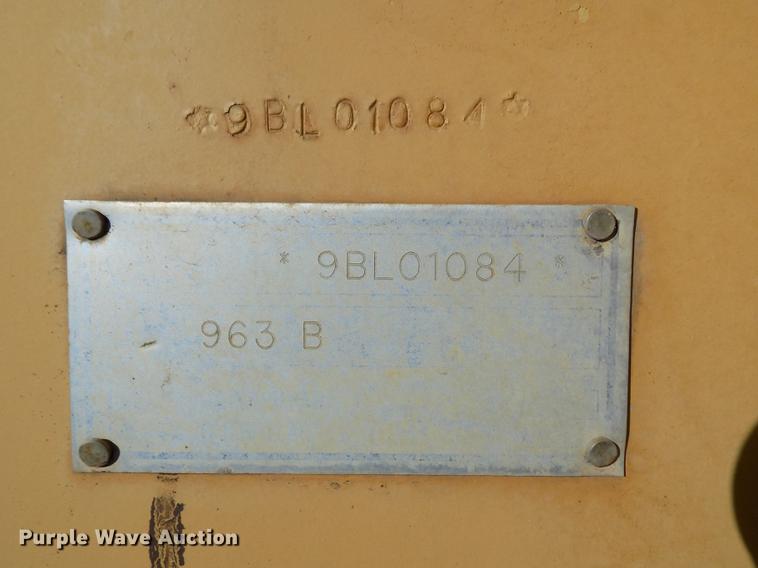 *9BL01084*
* 9BL01084 *
963 B
Purple Wave Auction